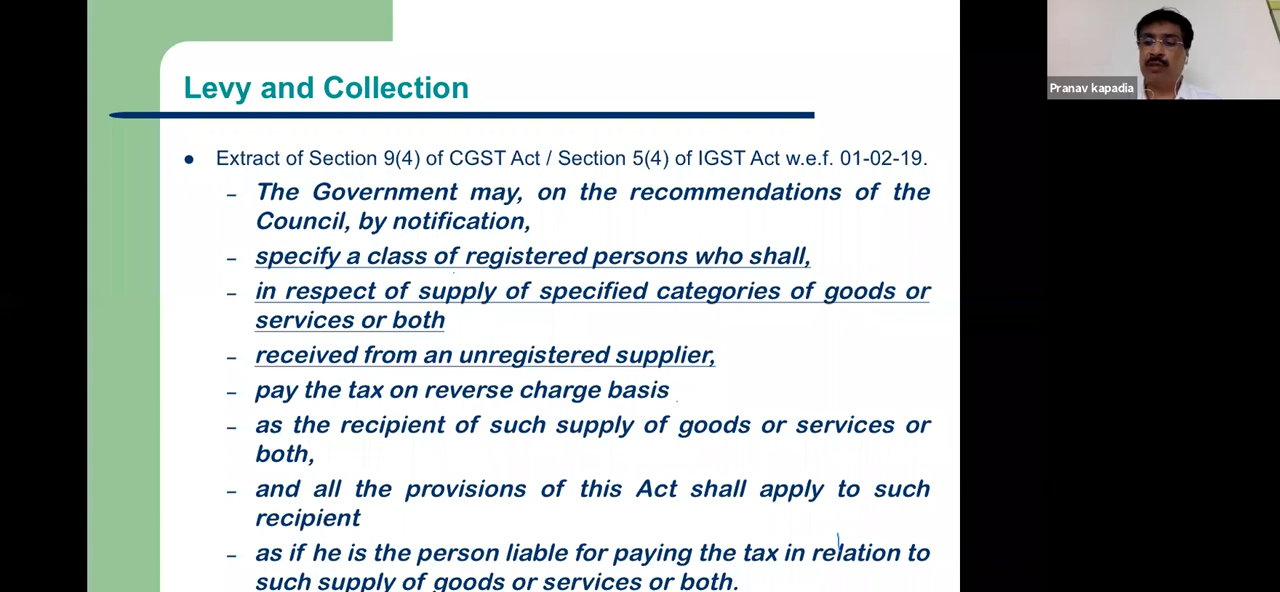 Levy and Collection
Pranav kapadia
● Extract of Section 9(4) of CGST Act / Section 5(4) of IGST Act w.e.f. 01-02-19.
– The Government may, on the recommendations of the
Council, by notification,
– specify a class of registered persons who shall,
– in respect of supply of specified categories of goods or
services or both
– received from an unregistered supplier,
– pay the tax on reverse charge basis
– as the recipient of such supply of goods or services or
both,
– and all the provisions of this Act shall apply to such
recipient
– as if he is the person liable for paying the tax in relation to
such supply of goods or services or both.